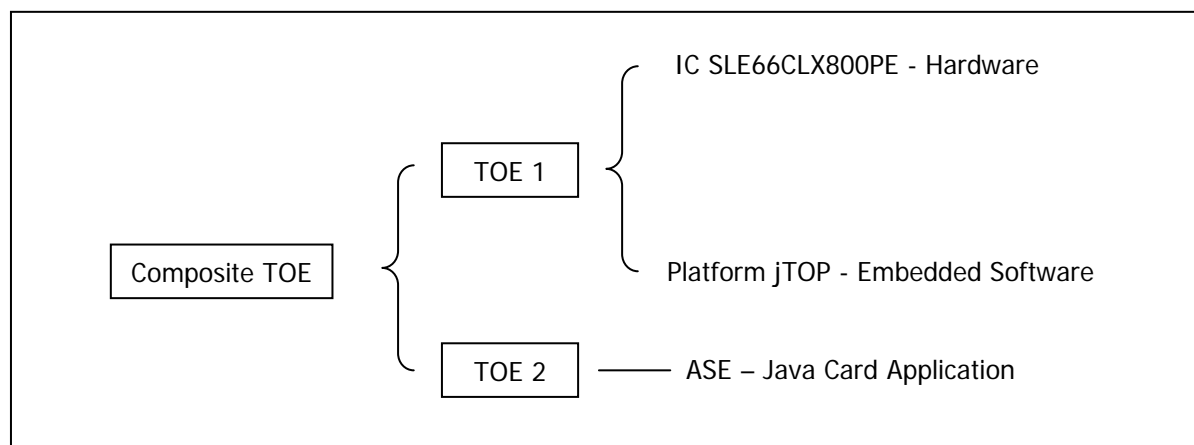 IC SLE66CLX800PE - Hardware
TOE 1
Composite TOE
Platform jTOP - Embedded Software
TOE 2
ASE – Java Card Application